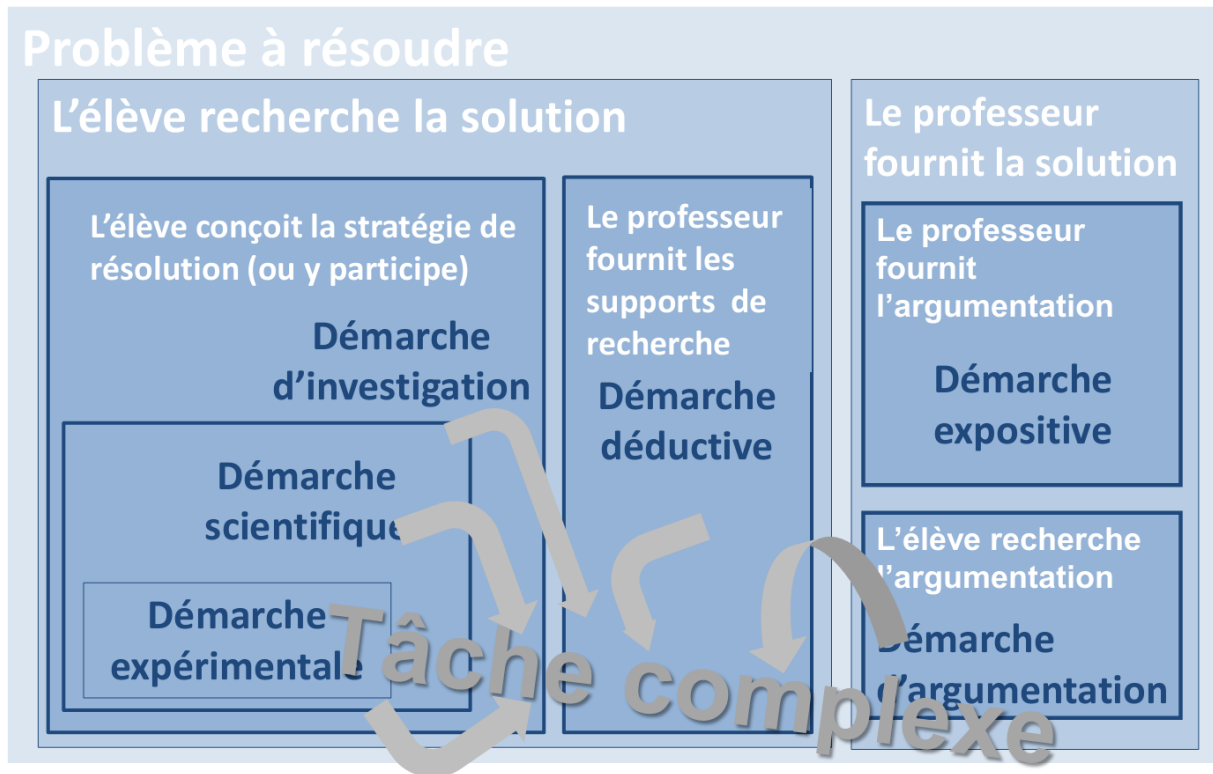 Problème à résoudre
L’élève recherche la solution
L’élève conçoit la stratégie de
résolution (ou y participe)
Démarche
d’investigation
Démarche
scientifique
Démarche
expérimentale
Le professeur
fournit les
supports de
recherche
Démarche
déductive
Le professeur
fournit la solution
Le professeur
fournit
l’argumentation
Démarche
expositive
L’élève recherche
l’argumentation
Démarche
d’argumentation
Tâche complexe